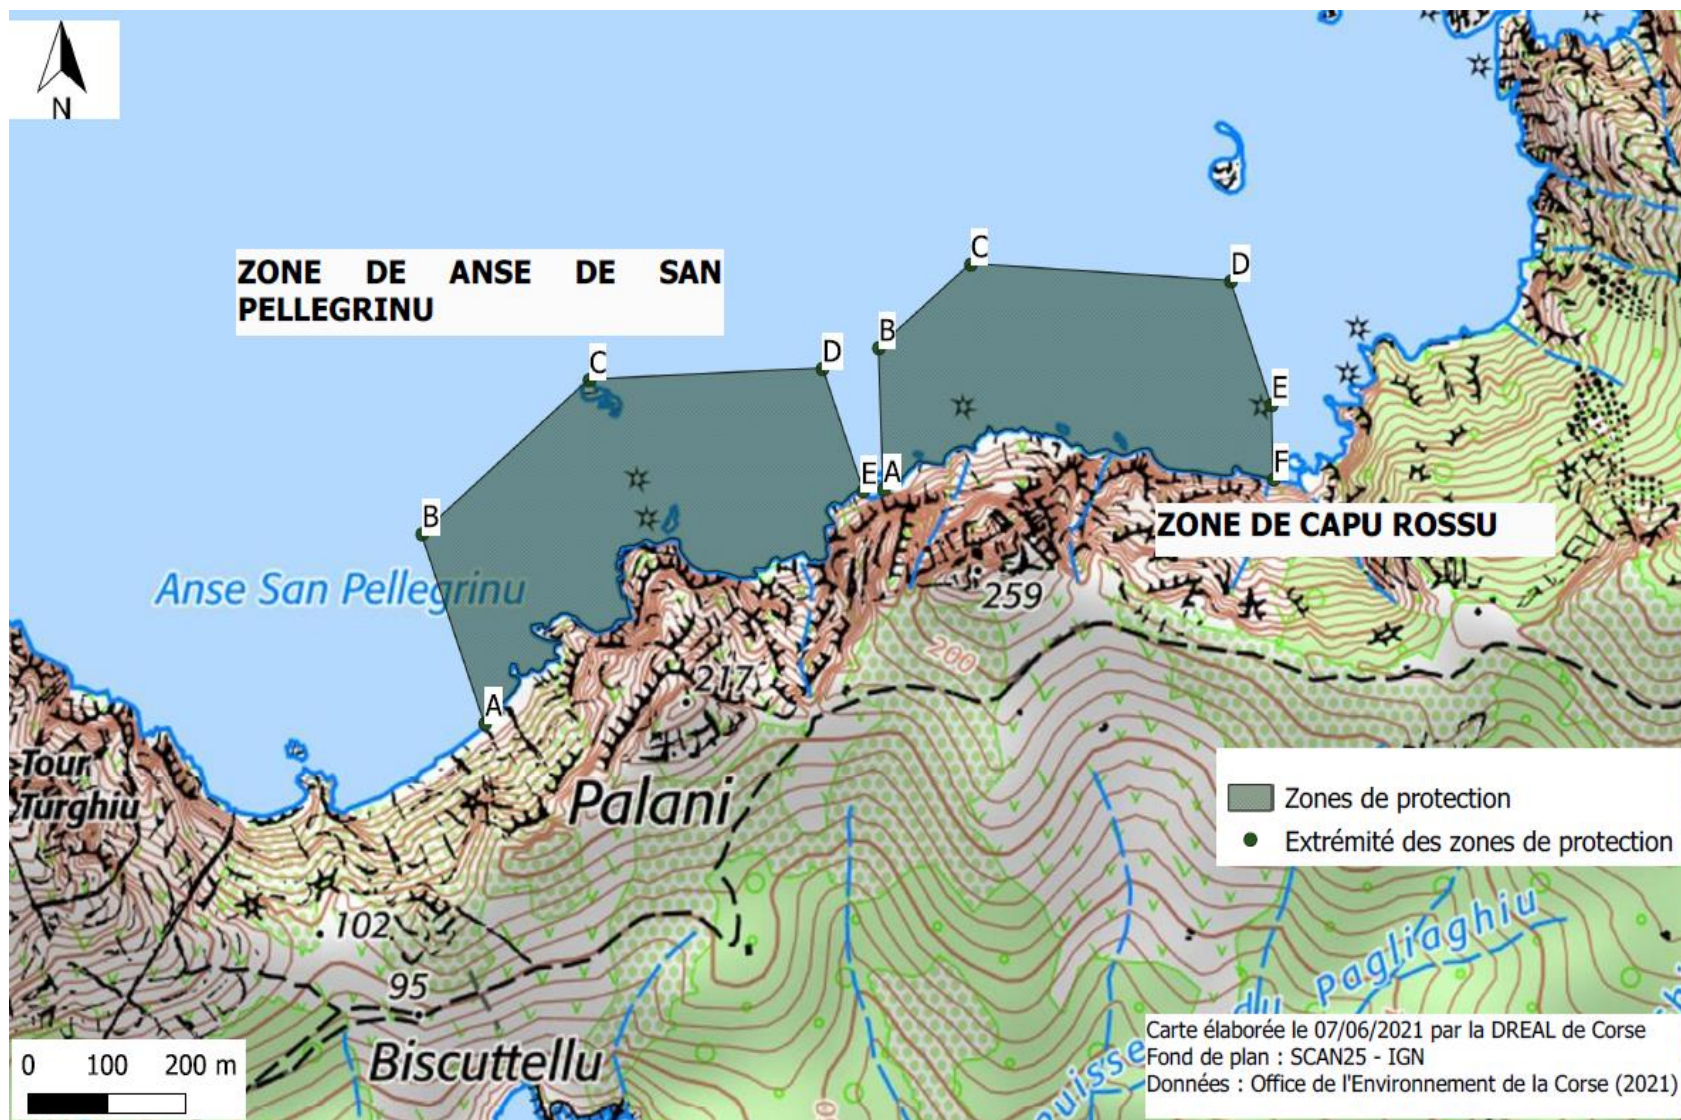 N
ZONE DE ANSE DE SAN
PELLEGRINU
C
D
B
C
D
E
B
E
A
F
ZONE DE CAPU ROSSU
Anse San Pellegrinu
259
200
217
A
Tour
Turghiu
Palani
Zones de protection
Extrémité des zones de protection
102
95
Biscuttellu
du Pagliaghiu
0 100 200 m
Carte élaborée le 07/06/2021 par la DREAL de Corse
Fond de plan : SCAN25 - IGN
Données : Office de l'Environnement de la Corse (2021)